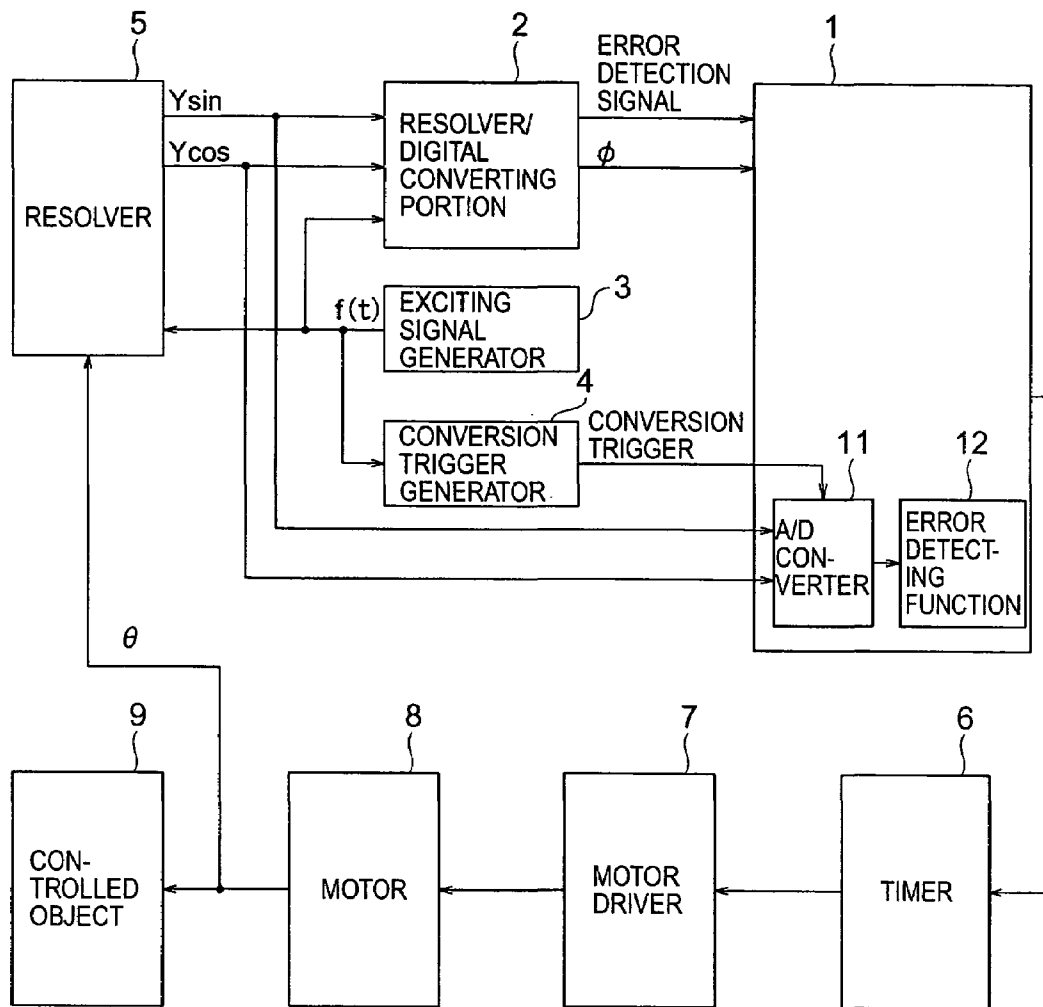 5
2
ERROR
DETECTION
SIGNAL
1
Ysin
Ycos
RESOLVER
RESOLVER/
DIGITAL
CONVERTING
PORTION
ϕ
f(t)
EXCITING
SIGNAL
GENERATOR
3
4
CONVERSION
TRIGGER
GENERATOR
CONVERSION
TRIGGER
11
12
A/D
CON-
VERTER
ERROR
DETECT-
ING
FUNCTION
θ
9
8
7
6
CON-
TROLLED
OBJECT
MOTOR
MOTOR
DRIVER
TIMER